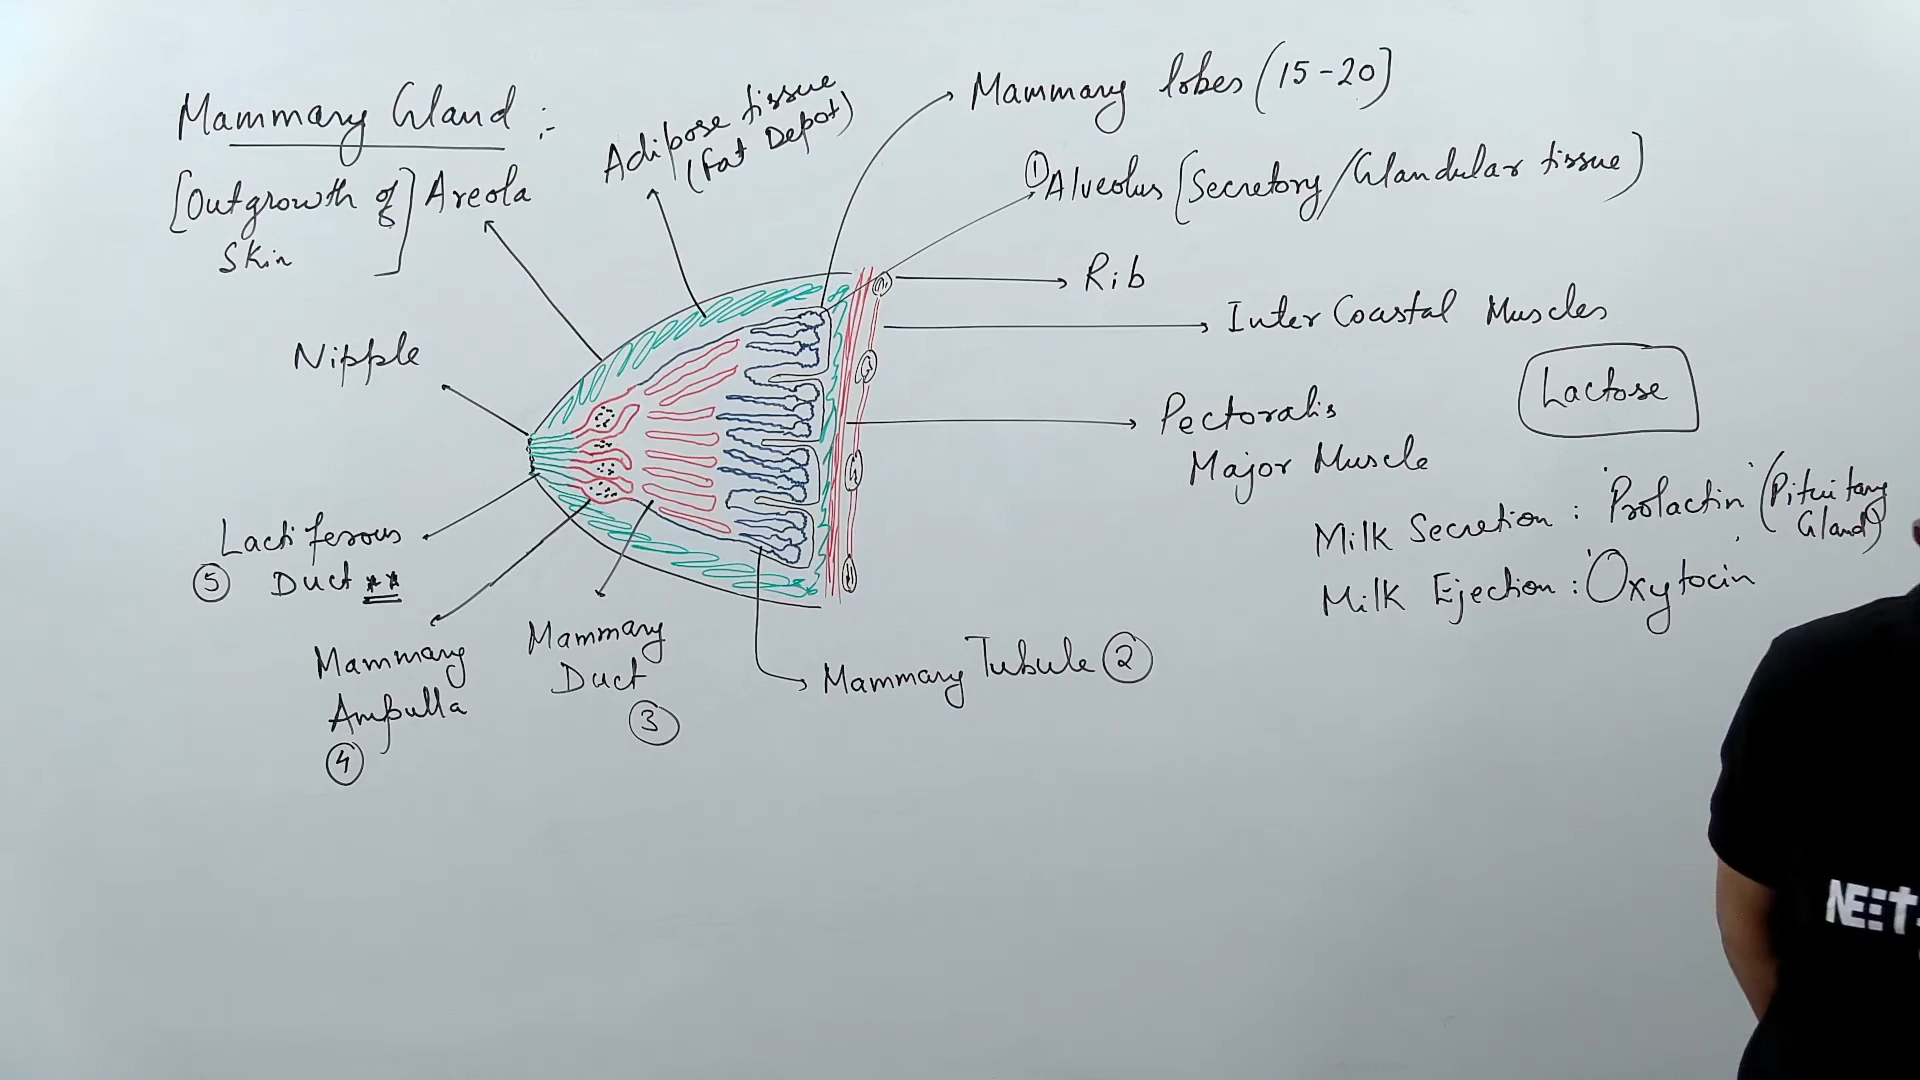 Mammary Gland :-
[Outgrowth of
Skin]
Areola
Adipose tissue
(Fat Depot)
Mammary lobes (15-20]
① Alveolus [Secretory/Glandular tissue)
Rib
Inter Coastal Muscles
Nipple
Lactose
Pectoralis
Major Muscle
Milk Secretion : 'Prolactin' (Pituitary
Gland)
Milk Ejection : 'Oxytocin'
Lactiferous
⑤ Duct **
Mammary
Ampulla
④
Mammary
Duct
③
Mammary Tubule ②
NEET